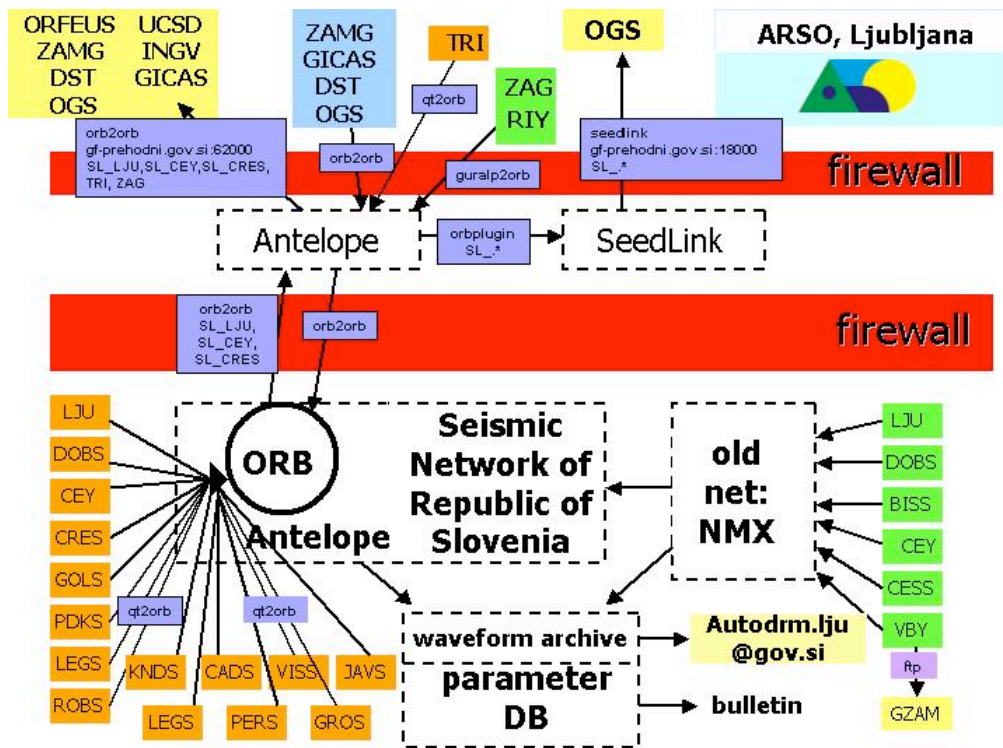 ORFEUS UCSD
ZAMG INGV
DST GICAS
OGS
ZAMG
GICAS
DST
OGS
TRI
OGS
ARSO, Ljubljana
qt2orb
ZAG
RIY
orb2orb
gf-prehodni.gov.si:62000
SL_LJU,SL_CEY,SL_CRES,
TRI, ZAG
orb2orb
guralp2orb
seedlink
gf-prehodni.gov.si:18000
SL_.*
firewall
Antelope
orbplugin
SL_.*
SeedLink
orb2orb
SL_LJU,
SL_CEY,
SL_CRES
orb2orb
firewall
LJU
DOBS
CEY
CRES
GOLS
PDKS
LEGS
ROBS
ORB
Antelope
Seismic
Network of
Republic of
Slovenia
old
net:
NMX
LJU
DOBS
BISS
CEY
CESS
VBY
qt2orb
qt2orb
KNDS
CADS
VISS
JAVS
LEGS
PERS
GROS
waveform archive
parameter
DB
Autodrm.lju
@gov.si
bulletin
ftp
GZAM